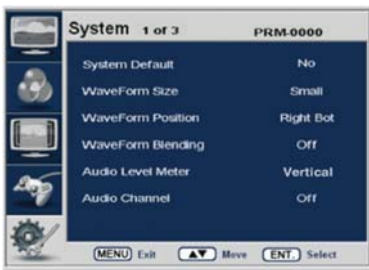 System 1 of 3 PRM-0000
System Default No
WaveForm Size Small
WaveForm Position Right Bot
WaveForm Blending Off
Audio Level Meter Vertical
Audio Channel Off
MENU Exit ▲▼ Move ENT. Select